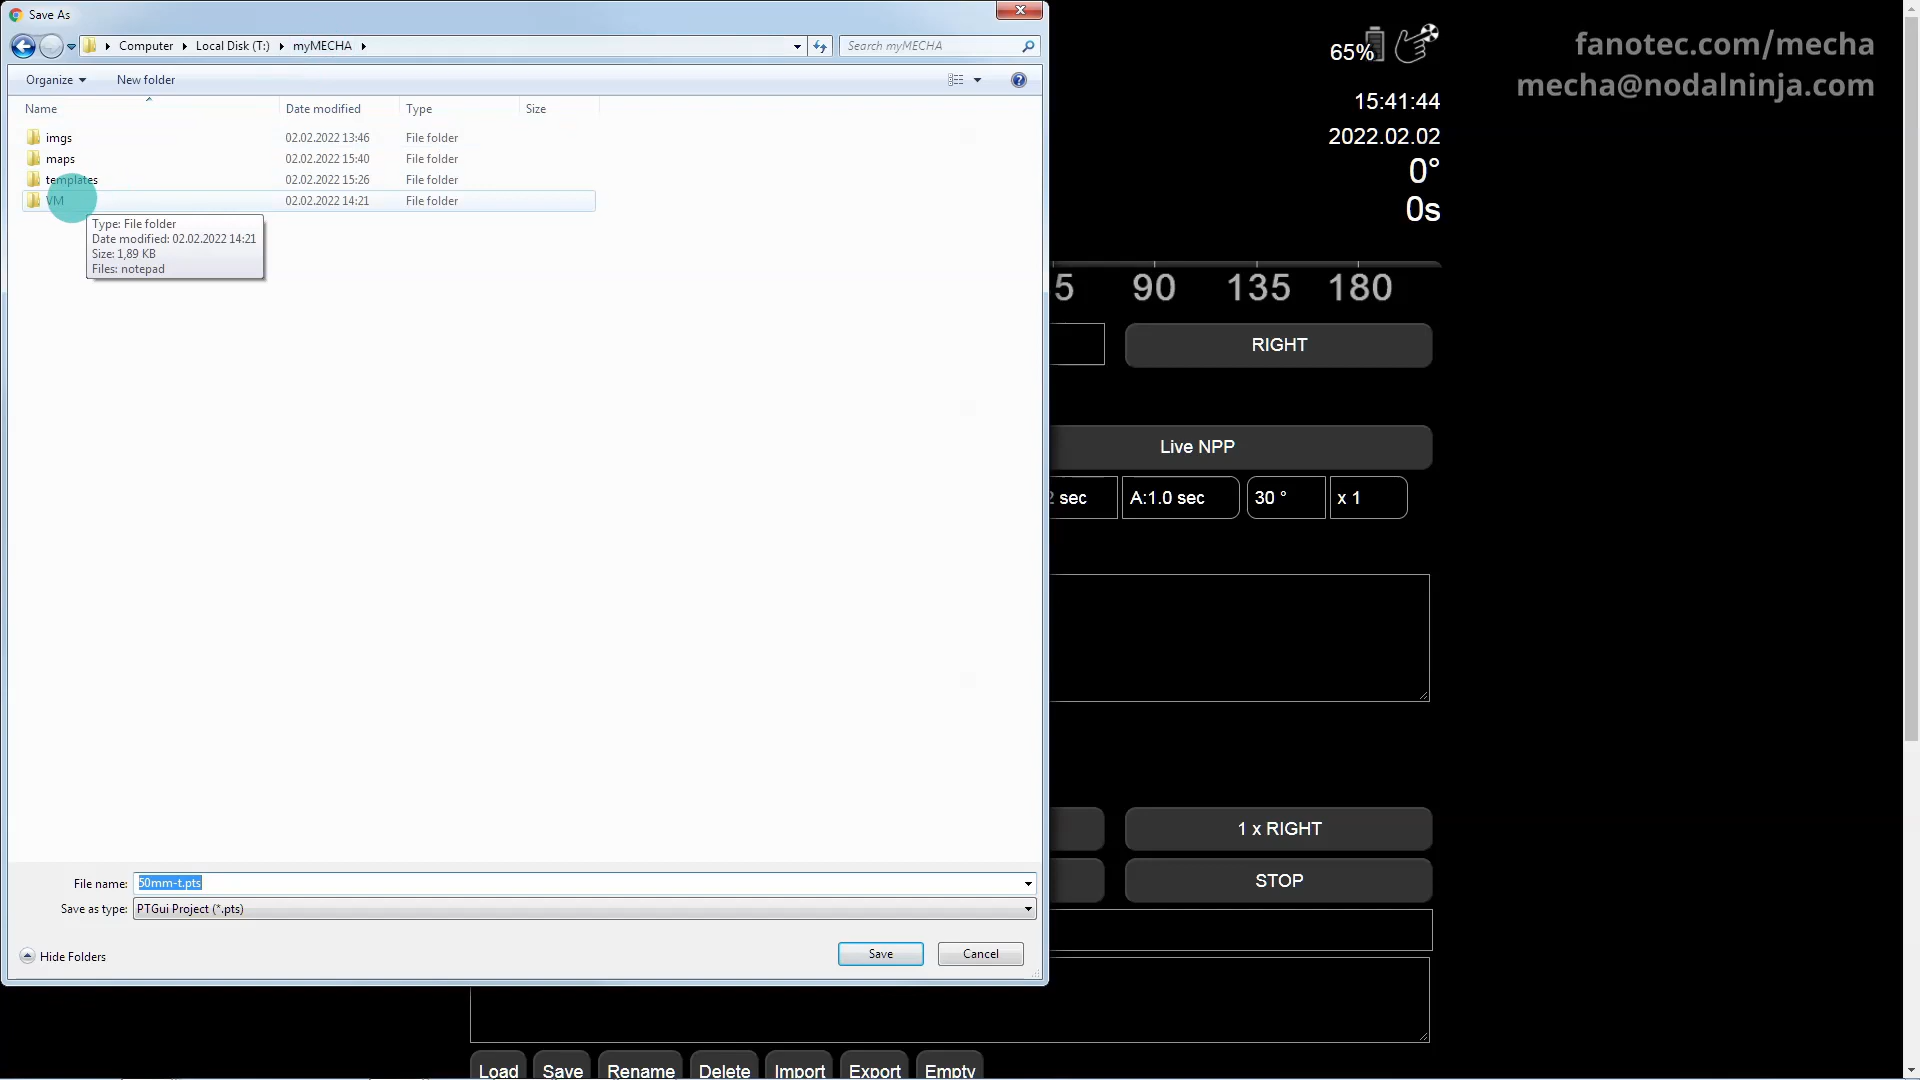 Save As
Computer Local Disk (T:) myMECHA
Search myMECHA
Organize
New folder
Name Date modified Type Size
imgs 02.02.2022 13:46 File folder
maps 02.02.2022 15:40 File folder
templates 02.02.2022 15:26 File folder
VM 02.02.2022 14:21 File folder
Type: File folder
Date modified: 02.02.2022 14:21
Size: 1,89 KB
Files: notepad
File name: 50mm-t.pts
Save as type: PTGui Project (*.pts)
Hide Folders
Save
Cancel
65%
fanotec.com/mecha
mecha@nodalninja.com
15:41:44
2022.02.02
0°
0s
5 90 135 180
RIGHT
Live NPP
sec
A:1.0 sec
30 °
x 1
1 x RIGHT
STOP
Load Save Rename Delete Import Export Empty